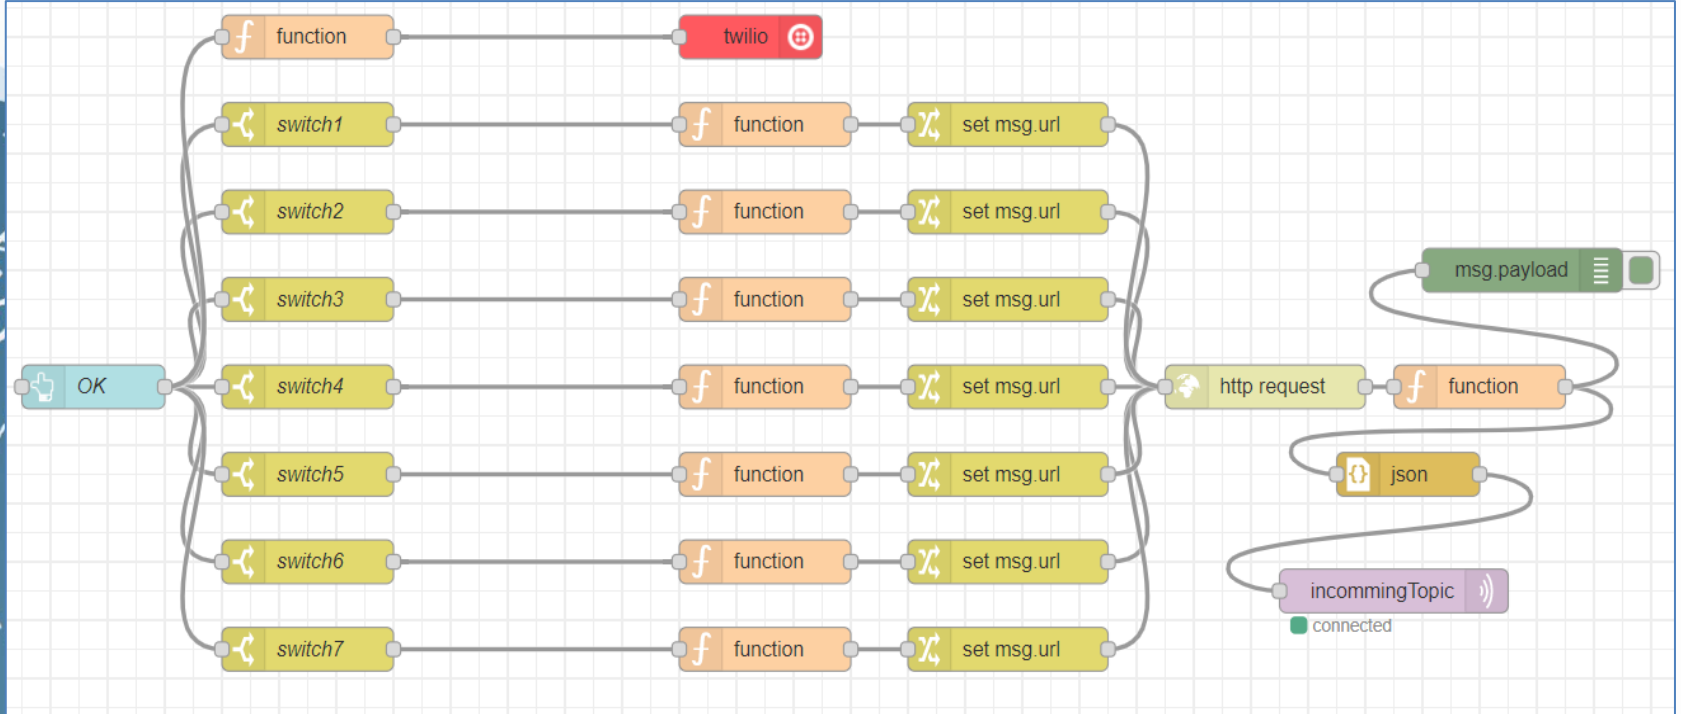 function
twilio
switch1
function
set msg.url
switch2
function
set msg.url
switch3
function
set msg.url
msg.payload
OK
switch4
function
set msg.url
http request
function
switch5
function
set msg.url
json
switch6
function
set msg.url
incommingTopic
connected
switch7
function
set msg.url